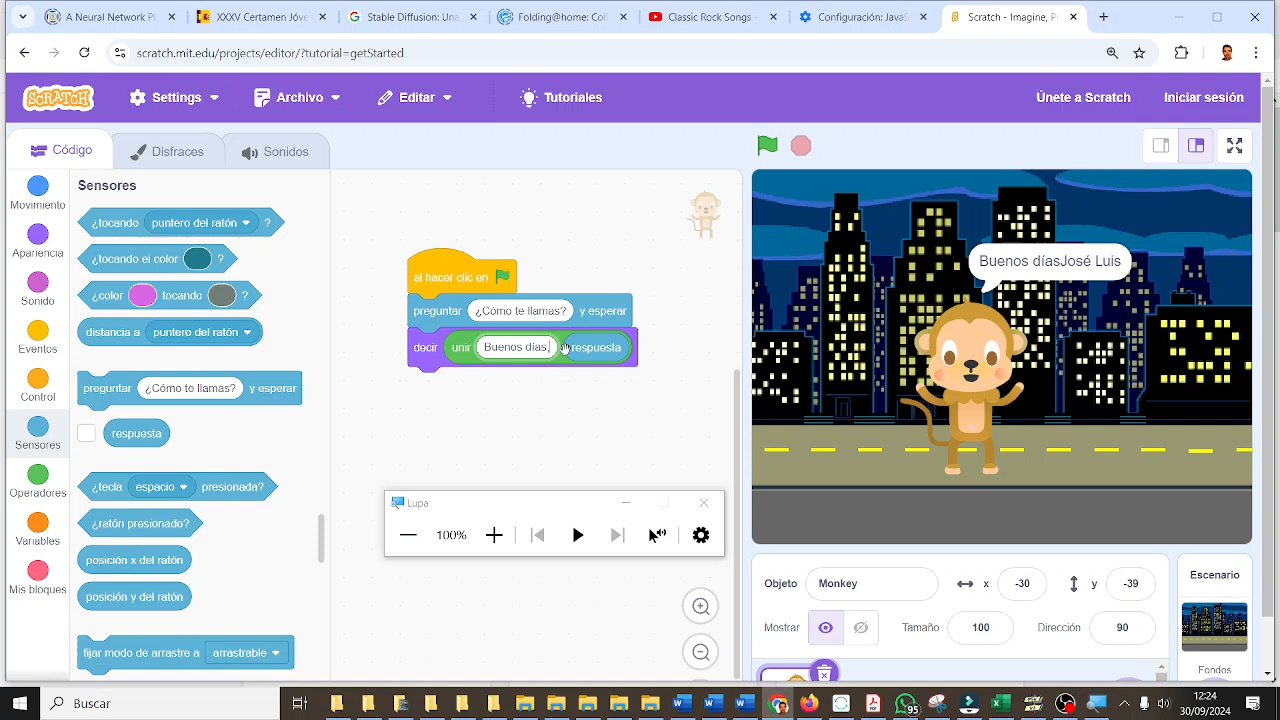 A Natural Pl
XXXV Certamen Jóve
Stable Diffusion: Una
Folding@home: Col
Classic Rock Songs -
Configuración: JavaS
Scratch - Imagine, P
scratch.mit.edu/projects/editor/?tutorial=getStarted
SCRATCH
Settings
Archivo
Editar
Tutoriales
Únete a Scratch
Iniciar sesión
Código
Disfraces
Sonidos
Movimiento
Apariencia
Sonido
Eventos
Control
Sensores
Operadores
Variables
Mis bloques
Sensores
¿tocando puntero del ratón ?
¿tocando el color ?
¿color tocando ?
distancia a puntero del ratón
preguntar ¿Cómo te llamas? y esperar
respuesta
¿tecla espacio presionada?
¿ratón presionado?
posición x del ratón
posición y del ratón
fijar modo de arrastre a arrastrable
al hacer clic en
preguntar ¿Cómo te llamas? y esperar
decir unir Buenos días, respuesta
Lupa
100%
Buenos díasJosé Luis
Objeto Monkey x -30 y -39
Mostrar Tamaño 100 Dirección 90
Escenario
Fondos
Buscar
95
12:24
30/09/2024